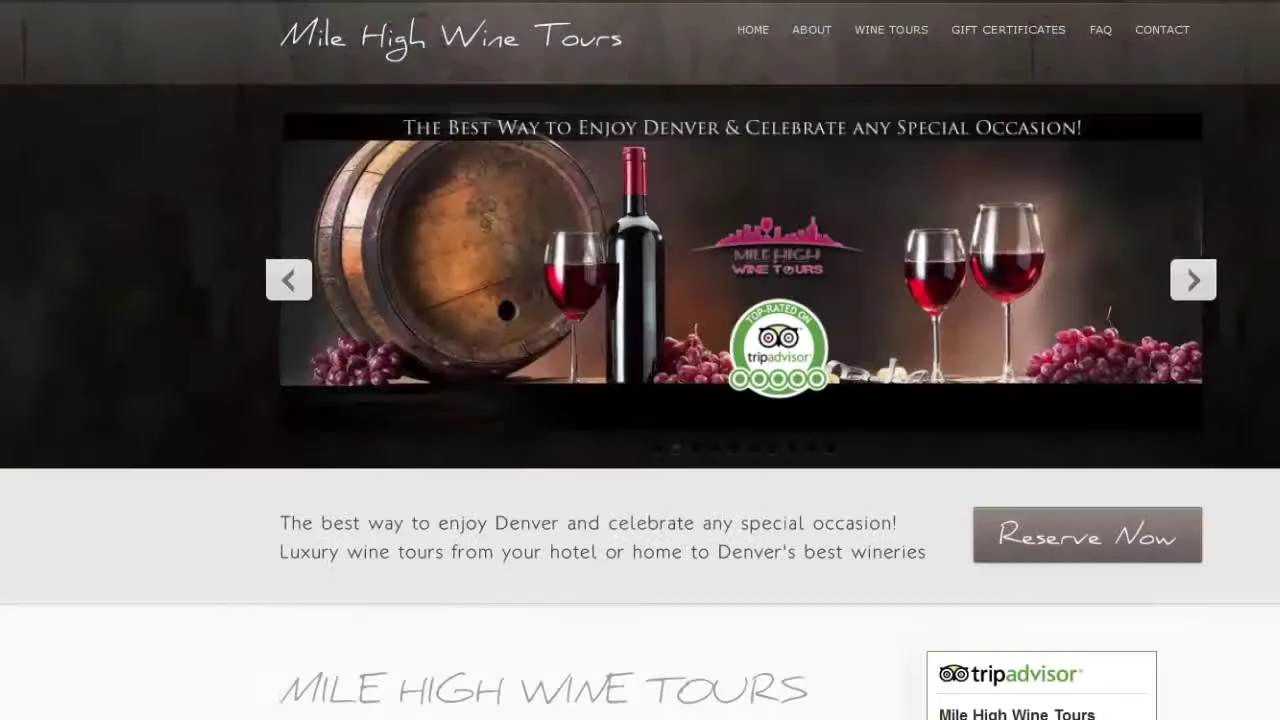 Mile High Wine Tours
HOME ABOUT WINE TOURS GIFT CERTIFICATES FAQ CONTACT
THE BEST WAY TO ENJOY DENVER & CELEBRATE ANY SPECIAL OCCASION!
MILE HIGH
WINE TOURS
TOP-RATED ON
tripadvisor
The best way to enjoy Denver and celebrate any special occasion!
Luxury wine tours from your hotel or home to Denver's best wineries
Reserve Now
MILE HIGH WINE TOURS
tripadvisor
Mile High Wine Tours